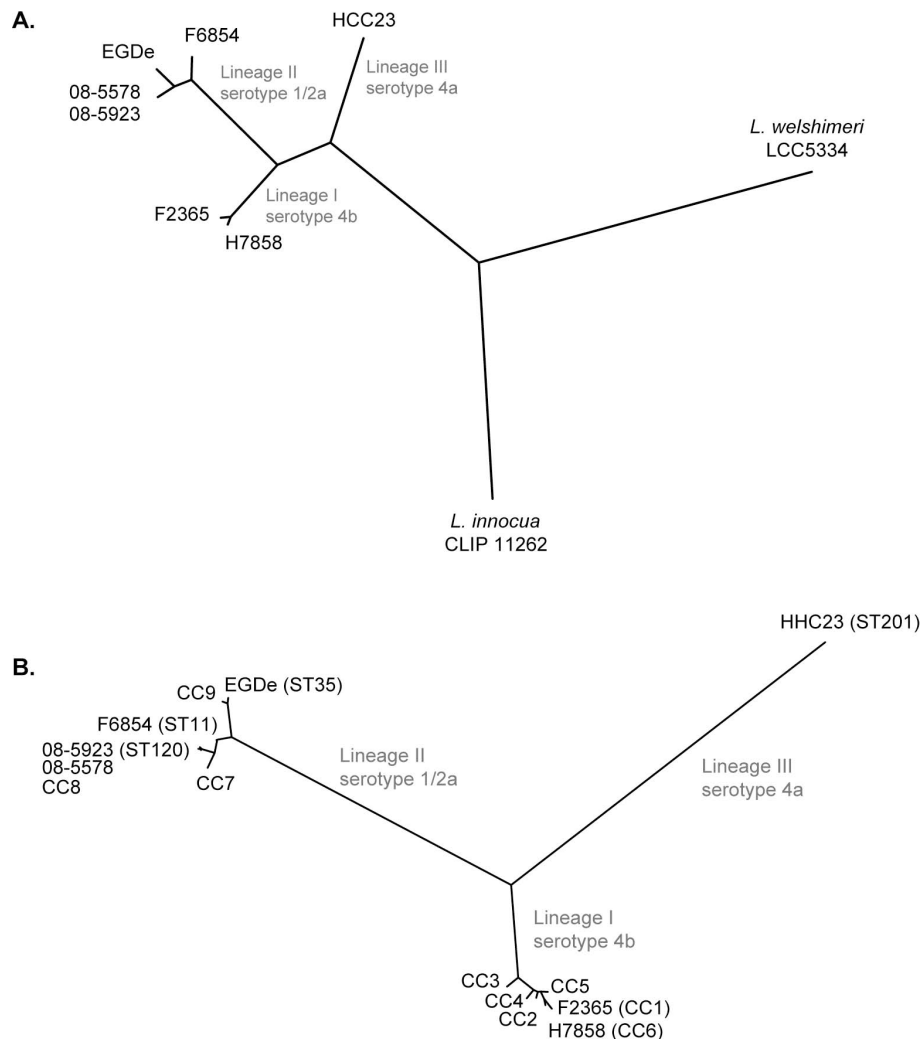 A.
HCC23
F6854
EGDe
Lineage II
serotype 1/2a
Lineage III
serotype 4a
08-5578
08-5923
L. welshimeri
LCC5334
Lineage I
serotype 4b
F2365
H7858
L. innocua
CLIP 11262
HHC23 (ST201)
B.
CC9
EGDe (ST35)
F6854 (ST11)
08-5923 (ST120)
08-5578
CC8
CC7
Lineage II
serotype 1/2a
Lineage III
serotype 4a
Lineage I
serotype 4b
CC3
CC4
CC2
CC5
F2365 (CC1)
H7858 (CC6)